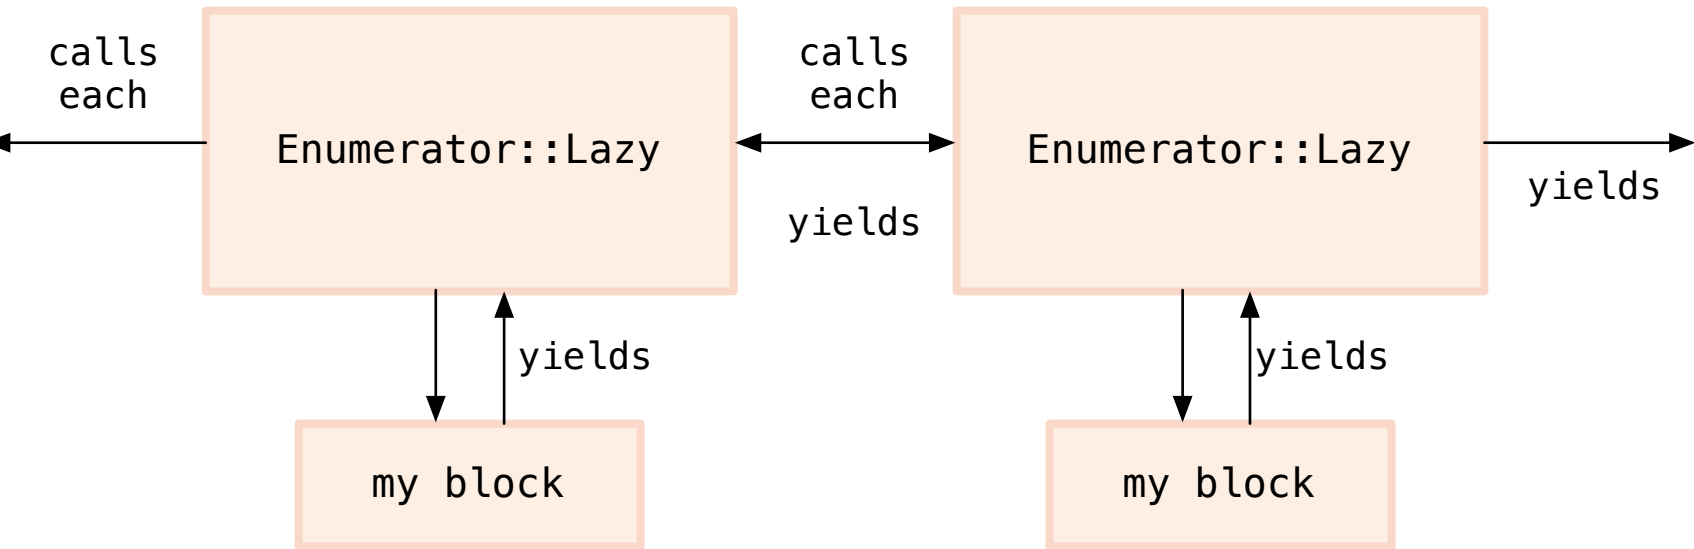 calls
each
calls
each
Enumerator::Lazy
Enumerator::Lazy
yields
yields
yields
yields
my block
my block